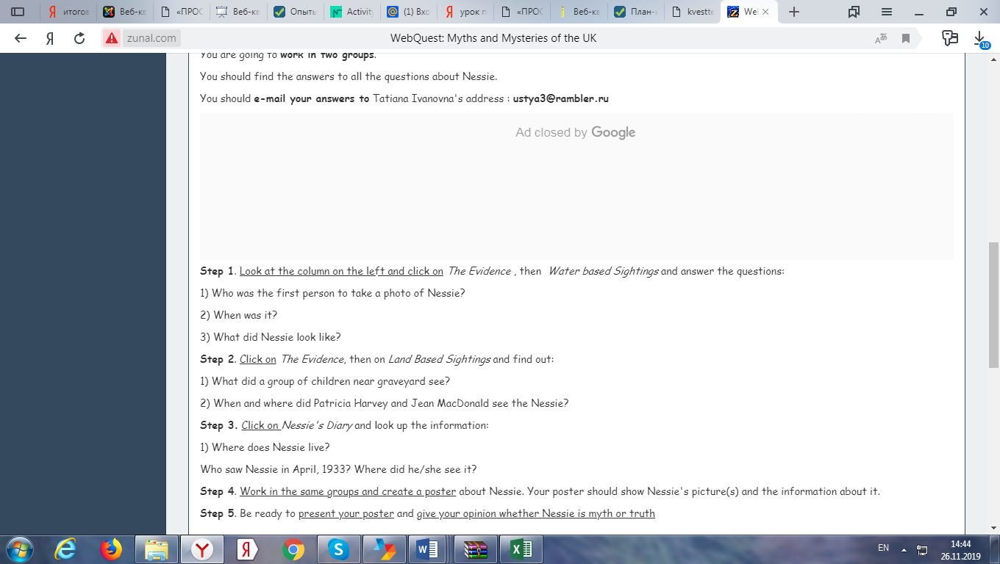 итогов
Веб-кв
«ПРОС
Веб-кв
Опыть
Activity
(1) Вхо
урок п
«ПРОС
Веб-кв
План-к
kvestte
We
zunal.com
WebQuest: Myths and Mysteries of the UK
10
You are going to work in two groups.
You should find the answers to all the questions about Nessie.
You should e-mail your answers to Tatiana Ivanovna's address : ustya3@rambler.ru
Ad closed by Google
Step 1. Look at the column on the left and click on The Evidence , then Water based Sightings and answer the questions:
1) Who was the first person to take a photo of Nessie?
2) When was it?
3) What did Nessie look like?
Step 2. Click on The Evidence, then on Land Based Sightings and find out:
1) What did a group of children near graveyard see?
2) When and where did Patricia Harvey and Jean MacDonald see the Nessie?
Step 3. Click on Nessie's Diary and look up the information:
1) Where does Nessie live?
Who saw Nessie in April, 1933? Where did he/she see it?
Step 4. Work in the same groups and create a poster about Nessie. Your poster should show Nessie's picture(s) and the information about it.
Step 5. Be ready to present your poster and give your opinion whether Nessie is myth or truth
EN
14:44
26.11.2019